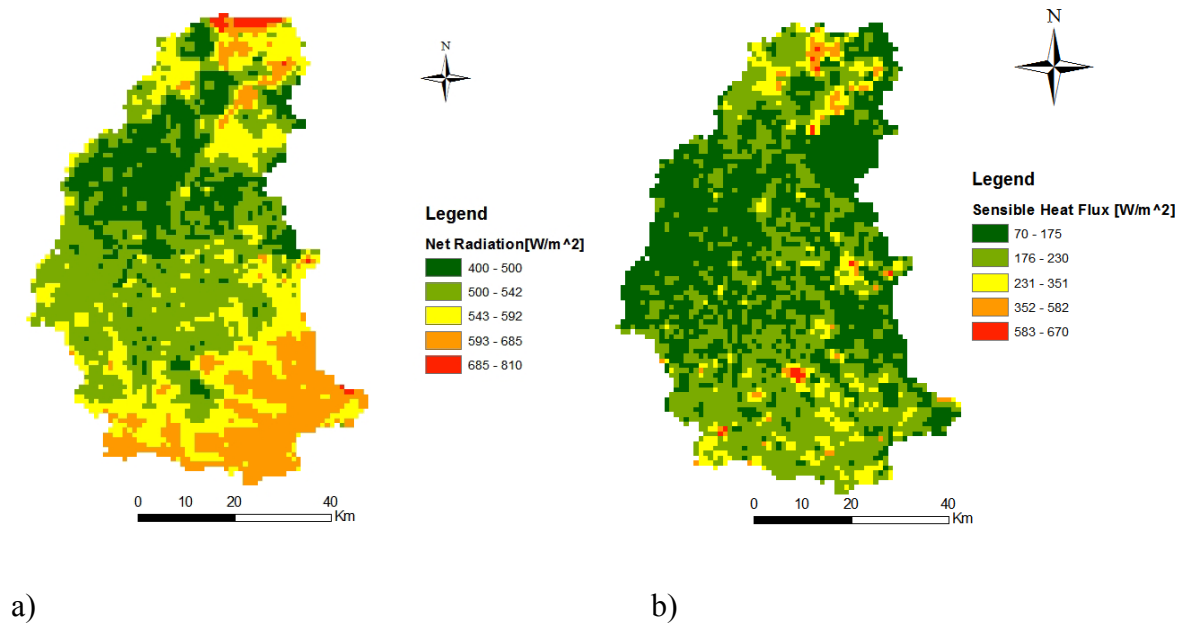 N
Legend
Net Radiation[W/m^2]
400 - 500
500 - 542
543 - 592
593 - 685
685 - 810
0 10 20 40
Km
a)
N
Legend
Sensible Heat Flux [W/m^2]
70 - 175
176 - 230
231 - 351
352 - 582
583 - 670
0 10 20 40
Km
b)